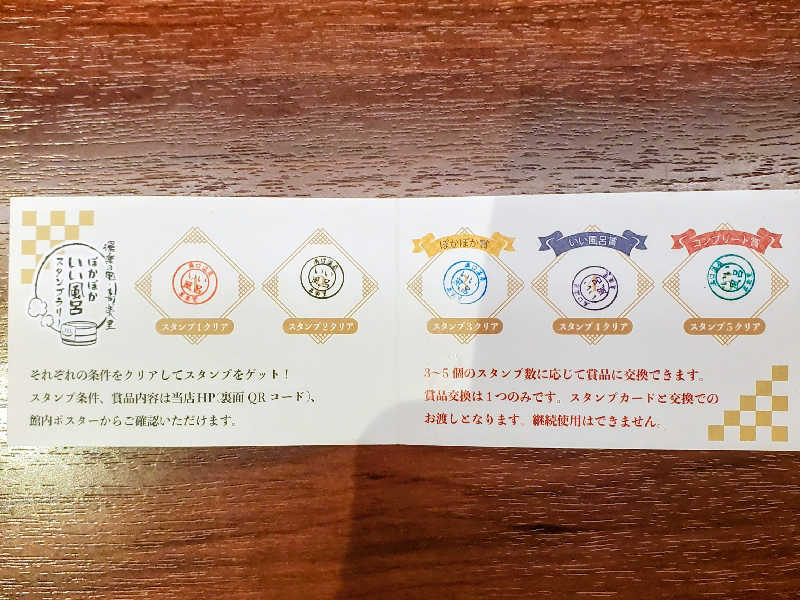 極楽の湯
ぽかぽか
いい風呂
スタンプラリー
ぽかぽか賞
いい風呂賞
コンプリート賞
スタンプ1クリア
スタンプ2クリア
スタンプ3クリア
スタンプ4クリア
スタンプ5クリア
それぞれの条件をクリアしてスタンプをゲット！
スタンプ条件、賞品内容は当店HP(裏面QRコード)、
館内ポスターからご確認いただけます。
3〜5個のスタンプ数に応じて賞品に交換できます。
賞品交換は1つのみです。スタンプカードと交換での
お渡しとなります。継続使用はできません。